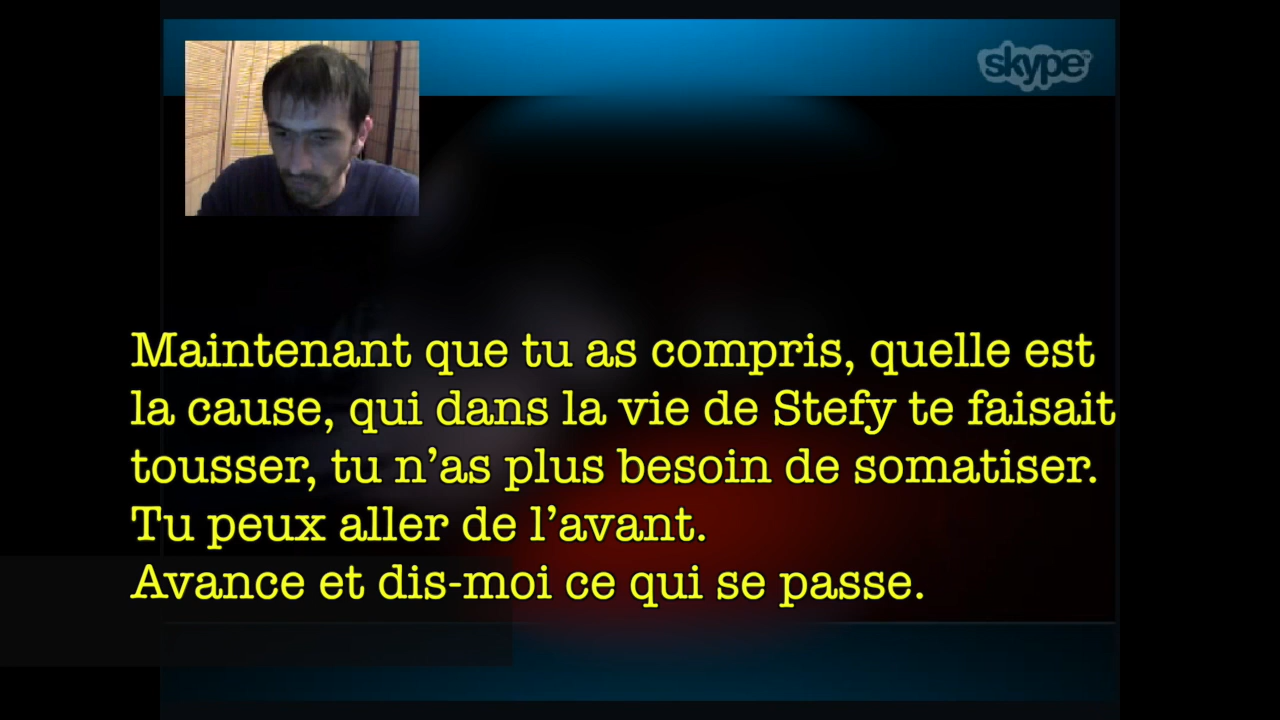 skype
Maintenant que tu as compris, quelle est
la cause, qui dans la vie de Stefy te faisait
tousser, tu n’as plus besoin de somatiser.
Tu peux aller de l’avant.
Avance et dis-moi ce qui se passe.